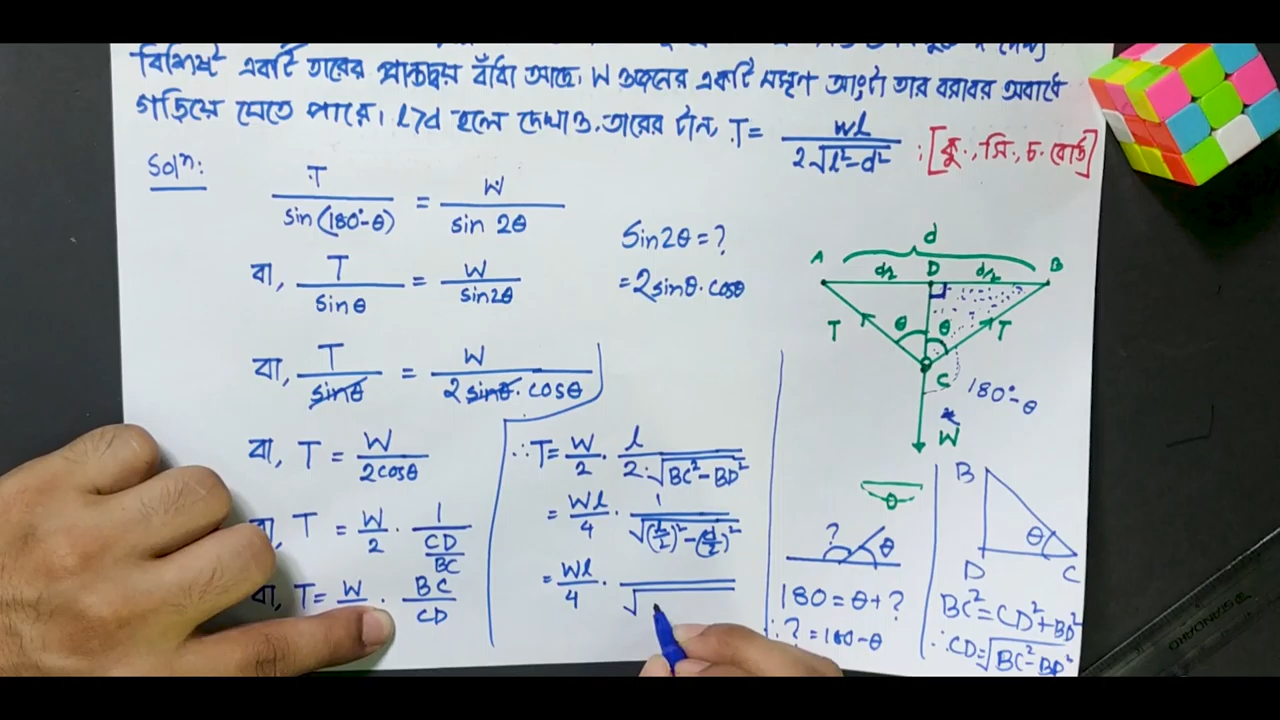 বিশিষ্ট একটি তারের প্রান্তদ্বয় বাঁধা আছে। W ওজনের একটি মসৃণ আংটা তার বরাবর অবাধে
গড়িয়ে যেতে পারে। l>d হলে দেখাও, তারের টান, T = Wl / 2√(l²-d²) ; [কু., সি., চ. বোর্ড]
Solⁿ:
T / sin(180°-θ) = W / sin 2θ
বা, T / sinθ = W / sin2θ
বা, T / sinθ = W / 2 sinθ. cosθ
বা, T = W / 2cosθ
বা, T = W/2 . 1 / (CD/BC)
বা, T = W . BC/CD
Sin2θ = ?
= 2sinθ. cosθ
∴ T = W/2 . l / 2.√(BC²-BD²)
= Wl/4 . 1 / √((l/2)²-(d/2)²)
= Wl/4 . √
d
A d/2 D d/2 B
T θ θ T
C
180°-θ
W
θ
? θ
180 = θ + ?
∴ ? = 180-θ
B
θ
D C
BC² = CD² + BD²
∴ CD = √(BC²-BD²)
STANDARD